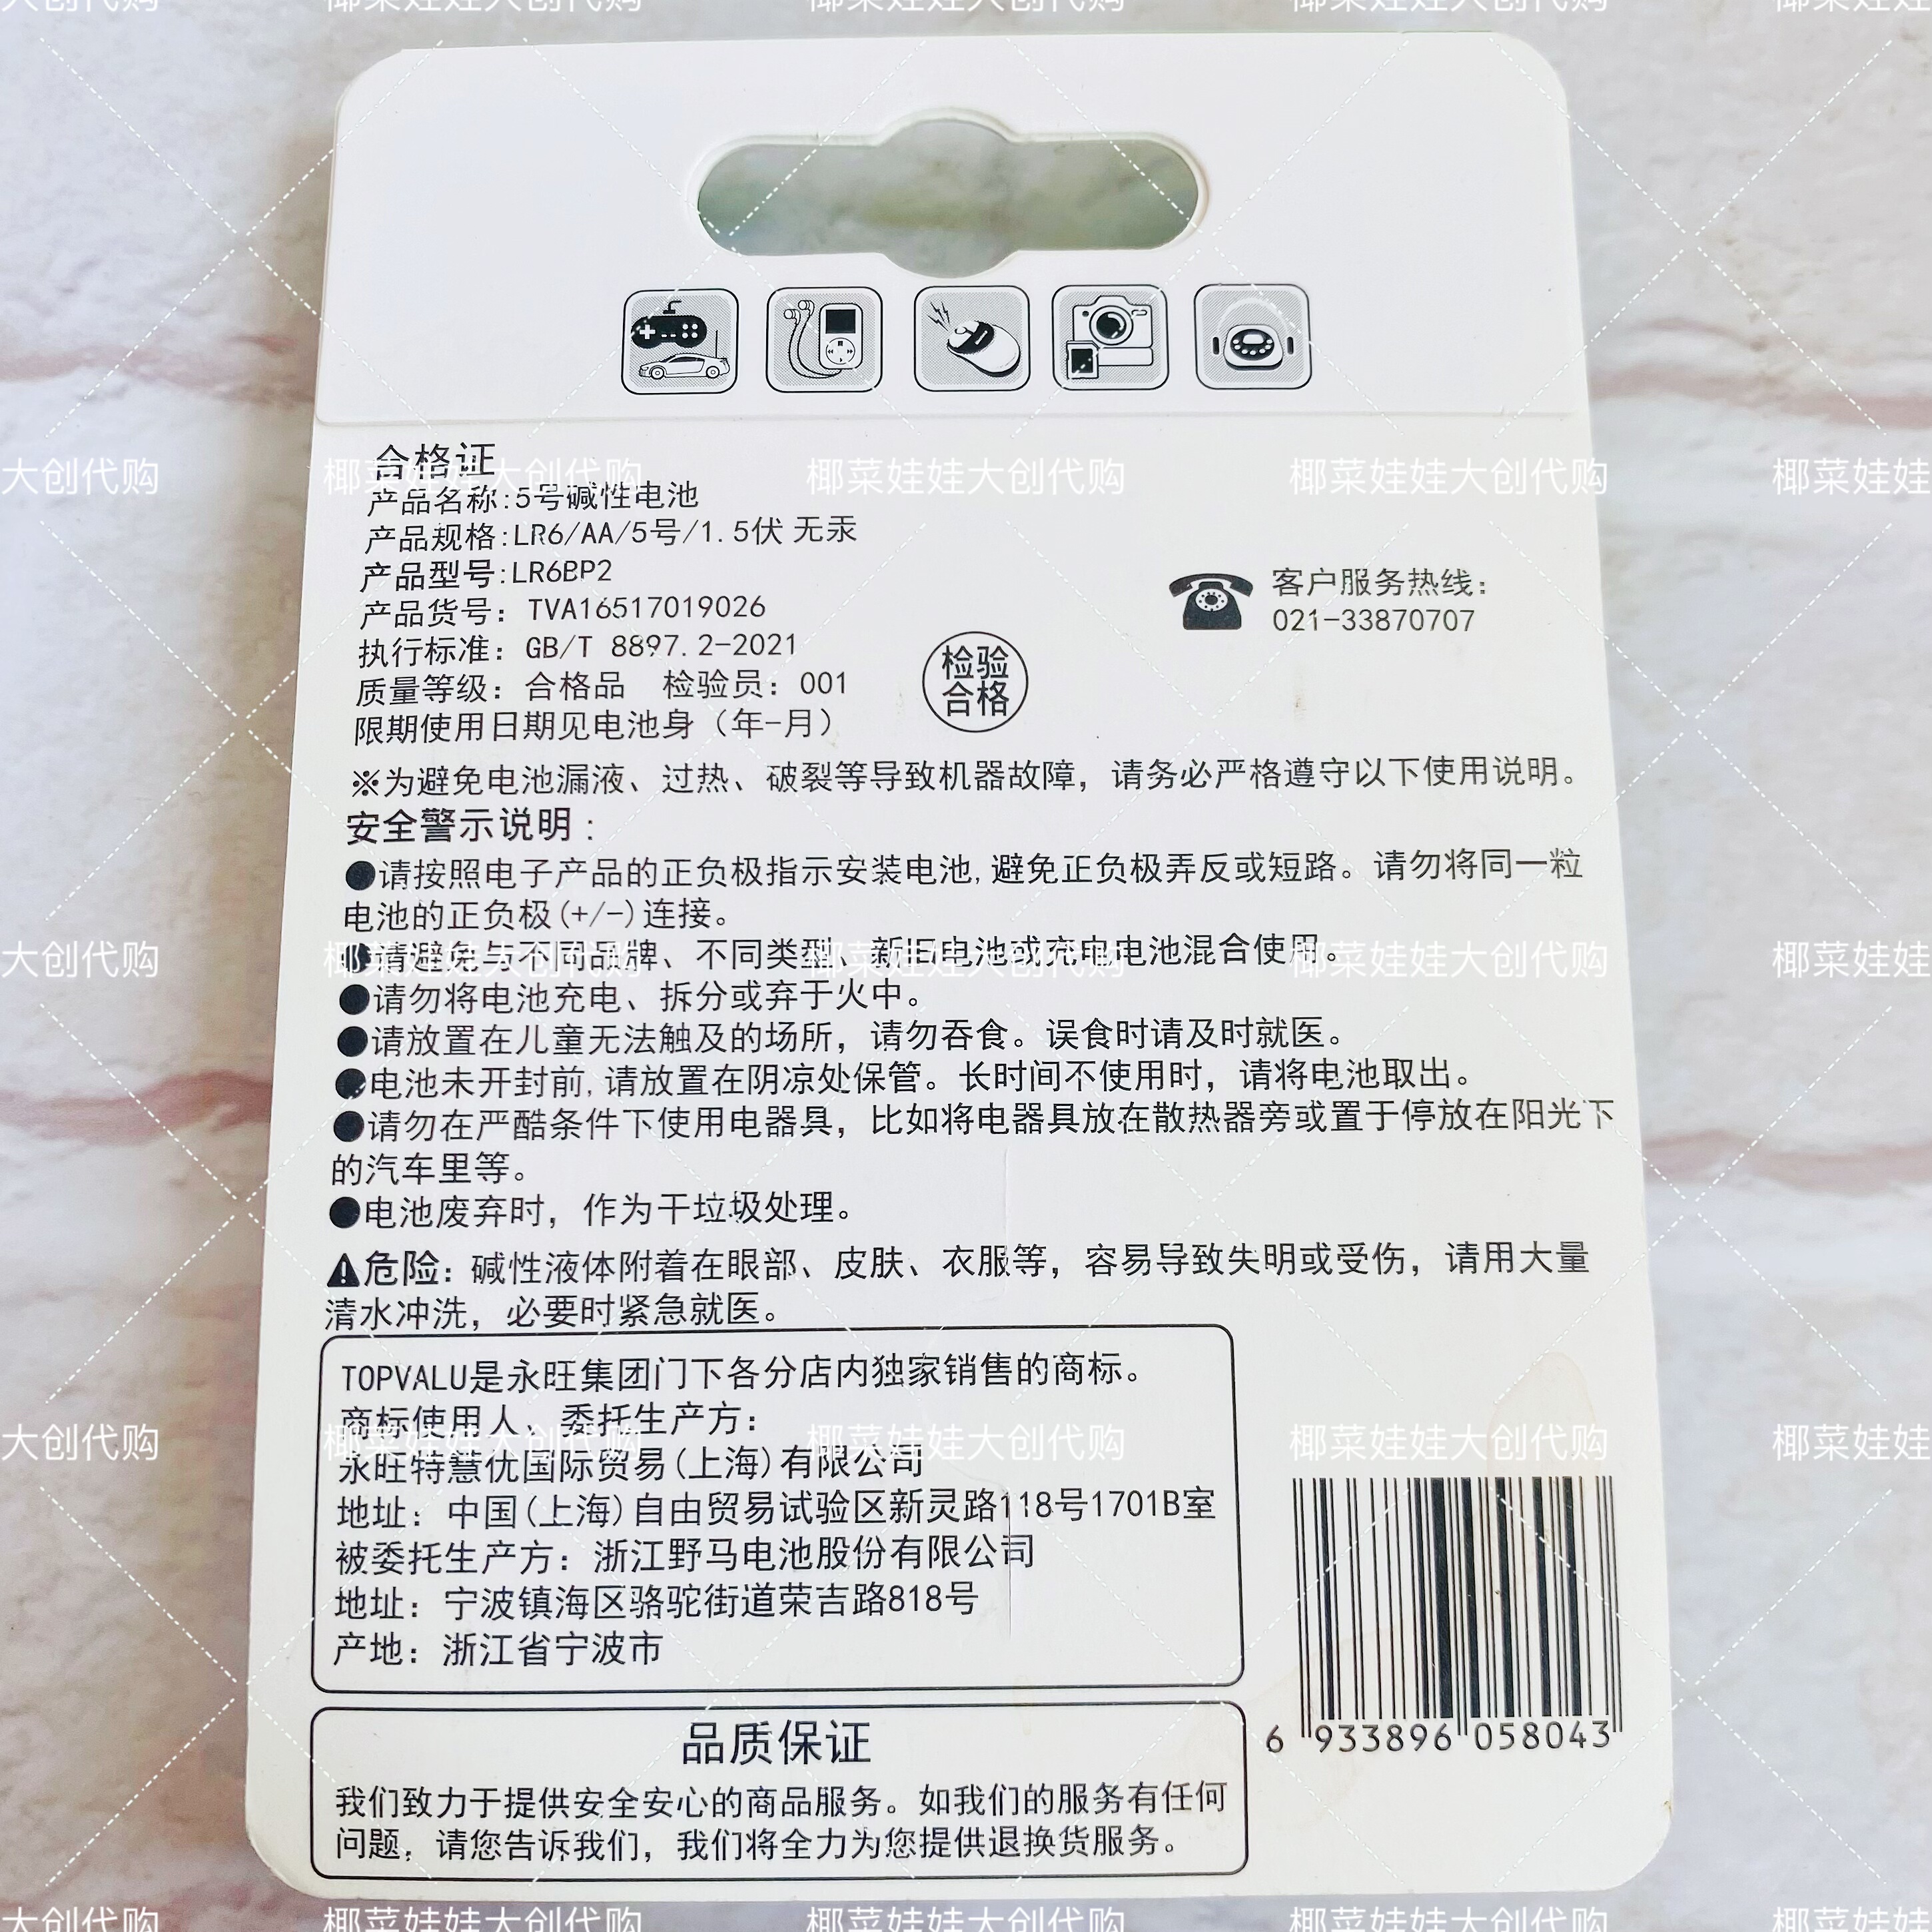 合格证
产品名称:5号碱性电池
产品规格:LR6/AA/5号/1.5伏 无汞
产品型号:LR6BP2
产品货号：TVA16517019026
执行标准：GB/T 8897.2-2021
质量等级：合格品 检验员：001
限期使用日期见电池身（年-月）
检验
合格
客户服务热线：
021-33870707
※为避免电池漏液、过热、破裂等导致机器故障，请务必严格遵守以下使用说明。
安全警示说明：
●请按照电子产品的正负极指示安装电池,避免正负极弄反或短路。请勿将同一粒
电池的正负极(+/-)连接。
●请避免与不同品牌、不同类型、新旧电池或充电电池混合使用。
●请勿将电池充电、拆分或弃于火中。
●请放置在儿童无法触及的场所，请勿吞食。误食时请及时就医。
●电池未开封前,请放置在阴凉处保管。长时间不使用时，请将电池取出。
●请勿在严酷条件下使用电器具，比如将电器具放在散热器旁或置于停放在阳光下
的汽车里等。
●电池废弃时，作为干垃圾处理。
危险：碱性液体附着在眼部、皮肤、衣服等，容易导致失明或受伤，请用大量
清水冲洗，必要时紧急就医。
TOPVALU是永旺集团门下各分店内独家销售的商标。
商标使用人、委托生产方：
永旺特慧优国际贸易(上海)有限公司
地址：中国(上海)自由贸易试验区新灵路118号1701B室
被委托生产方：浙江野马电池股份有限公司
地址：宁波镇海区骆驼街道荣吉路818号
产地：浙江省宁波市
6 933896 058043
品质保证
我们致力于提供安全安心的商品服务。如我们的服务有任何
问题，请您告诉我们，我们将全力为您提供退换货服务。
椰菜娃娃大创代购